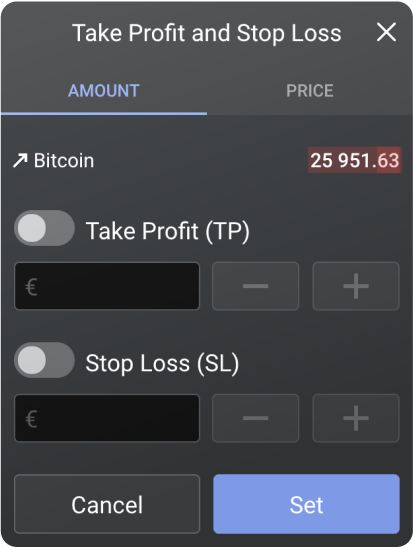 Take Profit and Stop Loss
AMOUNT PRICE
Bitcoin 25 951.63
Take Profit (TP)
€
Stop Loss (SL)
€
Cancel Set